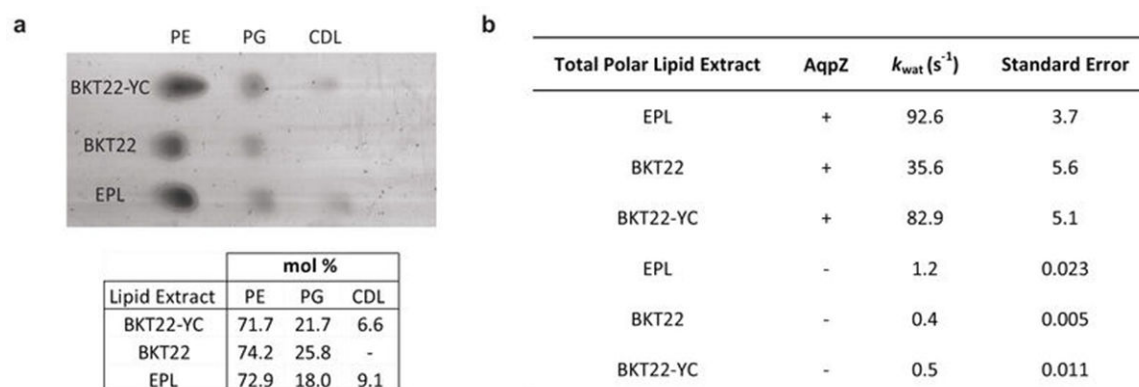 a
PE PG CDL
BKT22-YC
BKT22
EPL
mol %
Lipid Extract PE PG CDL
BKT22-YC 71.7 21.7 6.6
BKT22 74.2 25.8 -
EPL 72.9 18.0 9.1
b
Total Polar Lipid Extract AqpZ kwat (s-1) Standard Error
EPL + 92.6 3.7
BKT22 + 35.6 5.6
BKT22-YC + 82.9 5.1
EPL - 1.2 0.023
BKT22 - 0.4 0.005
BKT22-YC - 0.5 0.011